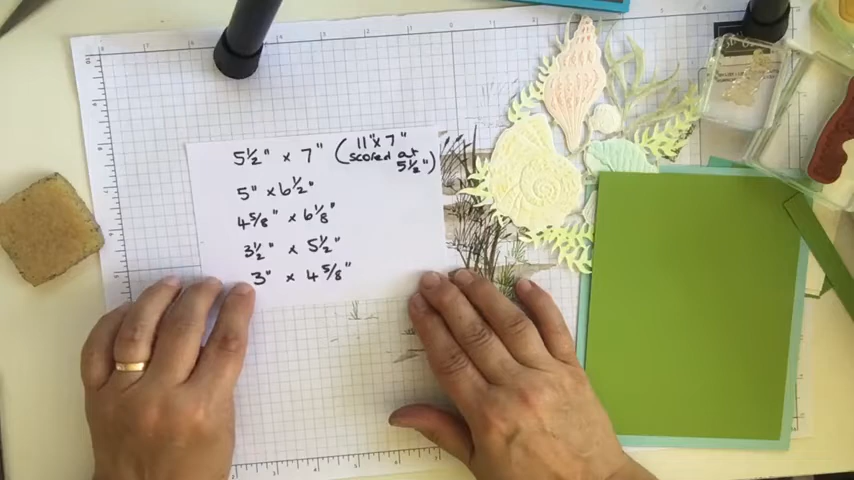 5½" x 7" (11" x 7"
scored at
5½")
5" x 6½"
4⅝" x 6⅛"
3½" x 5½"
3" x 4⅝"